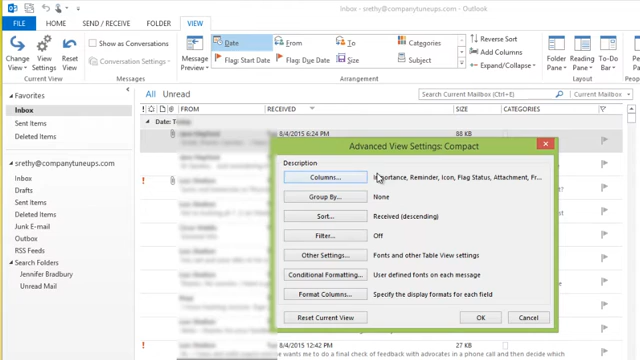 Inbox - srethy@companytuneups.com - Outlook
FILE HOME SEND / RECEIVE FOLDER VIEW
Change View View Settings Reset View
Current View
Show as Conversations
Conversation Settings
Message Preview
Date From To Categories
Flag: Start Date Flag: Due Date Size Subject
Arrangement
Reverse Sort
Add Columns
Expand/Collapse
Folder Pane Reading Pane To-Do Bar
Layout
Favorites
Inbox
Sent Items
Deleted Items
srethy@companytuneups.com
Inbox
Drafts
Sent Items
Deleted Items
Junk E-mail
Outbox
RSS Feeds
Search Folders
Jennifer Bradbury
Unread Mail
All Unread
Search Current Mailbox (Ctrl+E)
Current Mailbox
FROM RECEIVED SIZE CATEGORIES
Date: Today
8/4/2015 6:24 PM 88 KB
Advanced View Settings: Compact
Description
Columns... Importance, Reminder, Icon, Flag Status, Attachment, Fr...
Group By... None
Sort... Received (descending)
Filter... Off
Other Settings... Fonts and other Table View settings
Conditional Formatting... User defined fonts on each message
Format Columns... Specify the display formats for each field
Reset Current View OK Cancel
8/4/2015 12:42 PM 27 KB
want me to do a final check of feedback with advocates in a phone call and then decide which